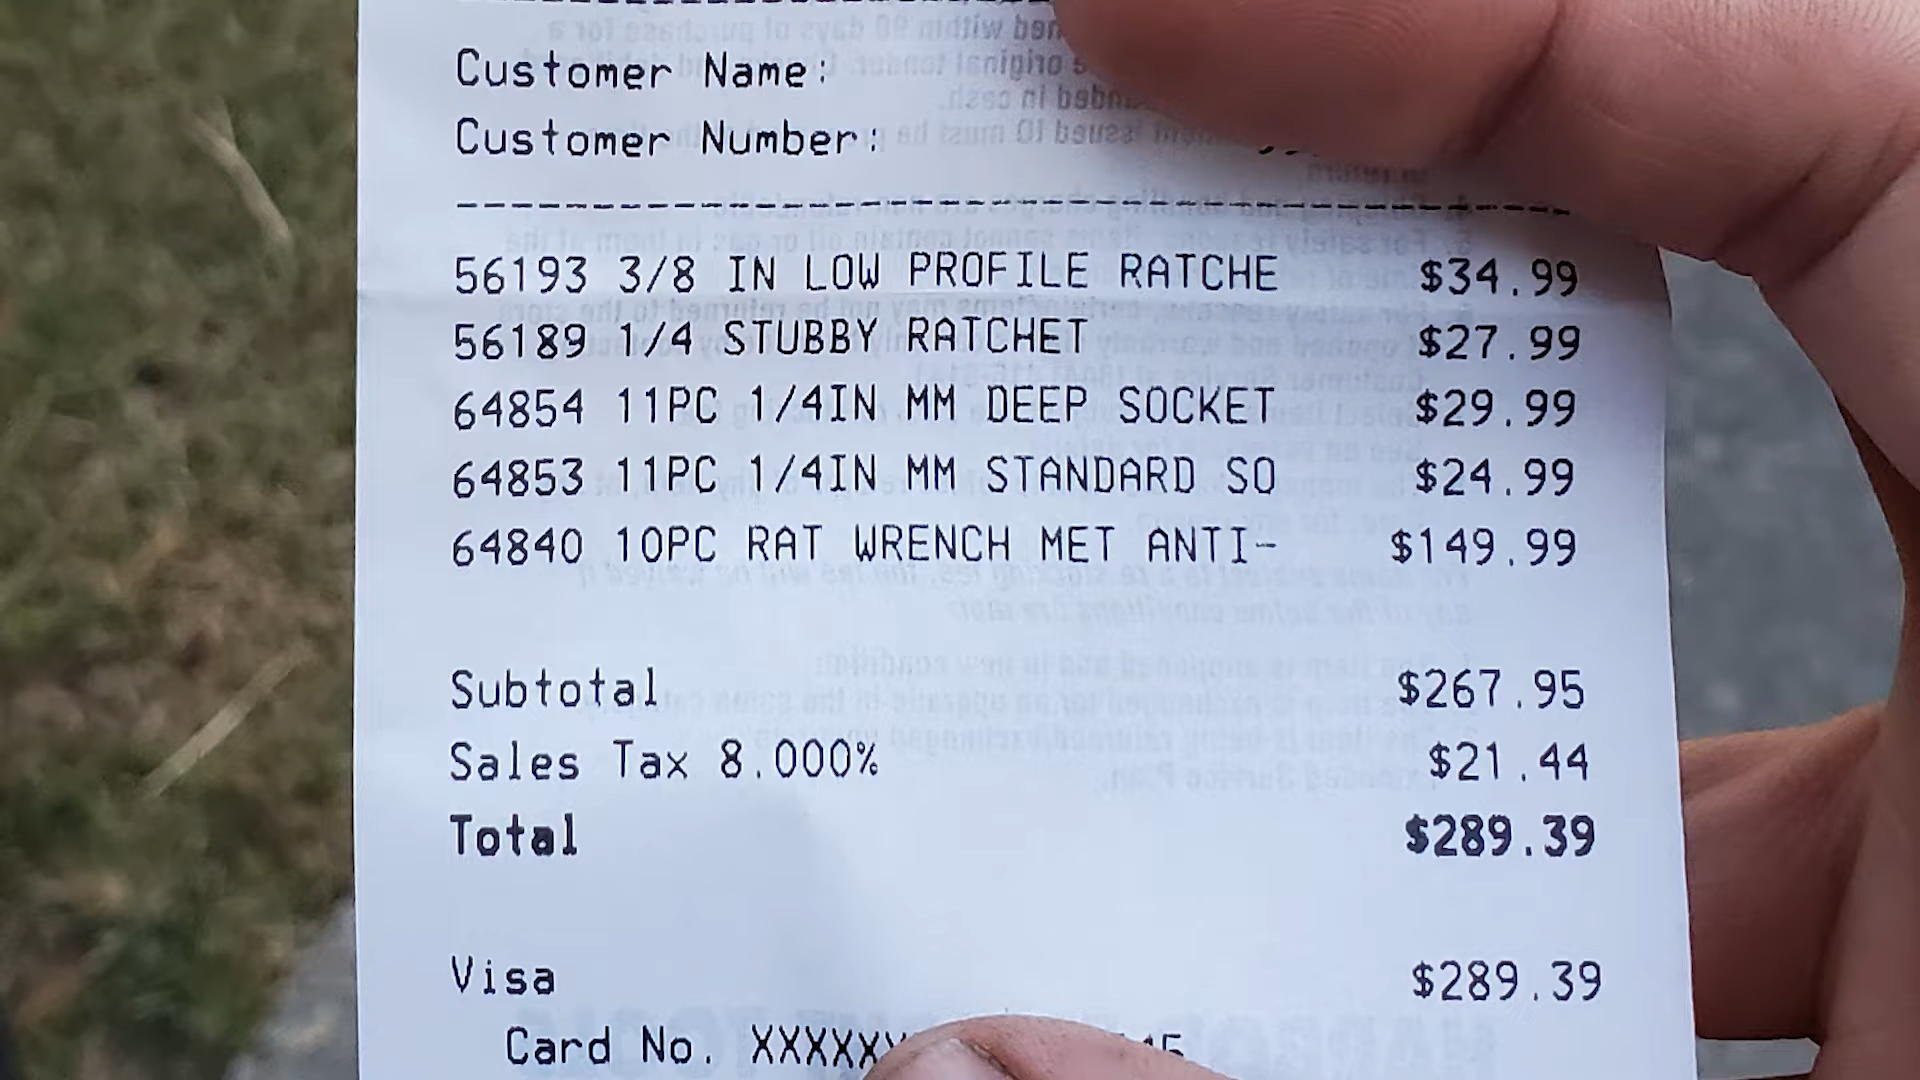 Customer Name:
Customer Number:
56193 3/8 IN LOW PROFILE RATCHE $34.99
56189 1/4 STUBBY RATCHET $27.99
64854 11PC 1/4IN MM DEEP SOCKET $29.99
64853 11PC 1/4IN MM STANDARD SO $24.99
64840 10PC RAT WRENCH MET ANTI- $149.99
Subtotal $267.95
Sales Tax 8.000% $21.44
Total $289.39
Visa $289.39
Card No. XXXXX